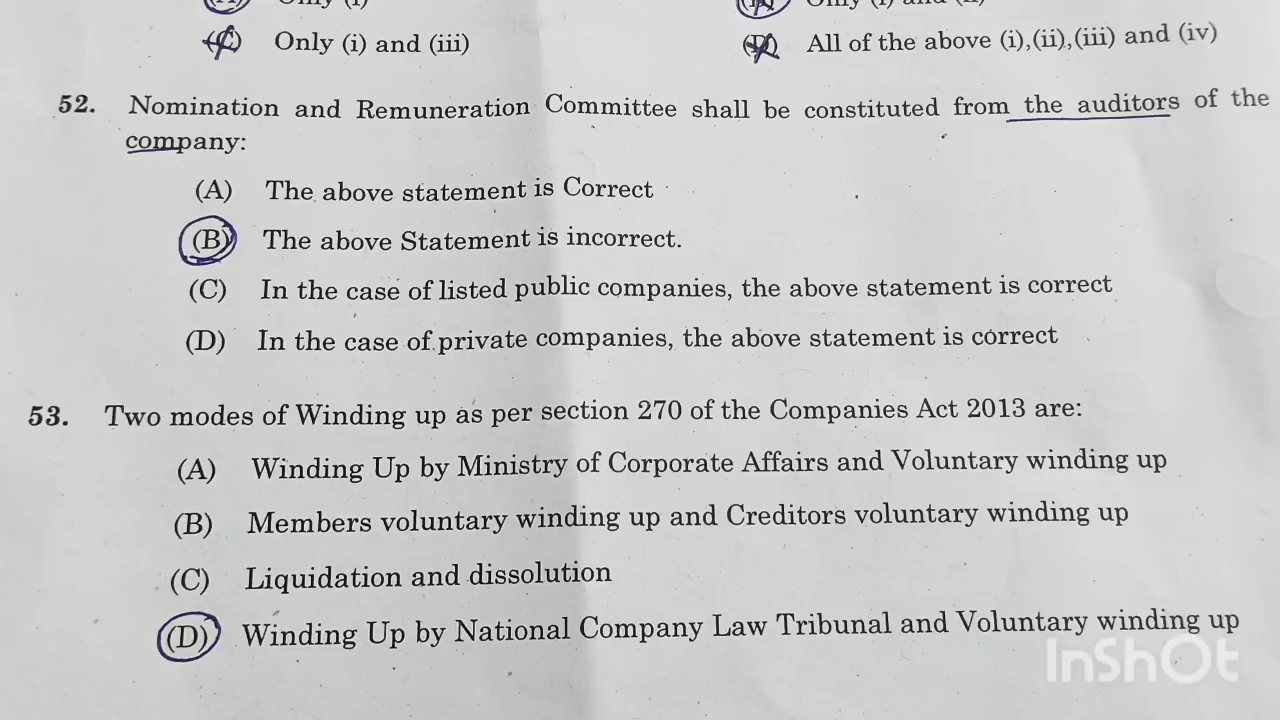 Only (i)
(C) Only (i) and (iii)
(D) All of the above (i),(ii),(iii) and (iv)
52. Nomination and Remuneration Committee shall be constituted from the auditors of the
company:
(A) The above statement is Correct
(B) The above Statement is incorrect.
(C) In the case of listed public companies, the above statement is correct
(D) In the case of private companies, the above statement is correct
53. Two modes of Winding up as per section 270 of the Companies Act 2013 are:
(A) Winding Up by Ministry of Corporate Affairs and Voluntary winding up
(B) Members voluntary winding up and Creditors voluntary winding up
(C) Liquidation and dissolution
(D) Winding Up by National Company Law Tribunal and Voluntary winding up
InShOt